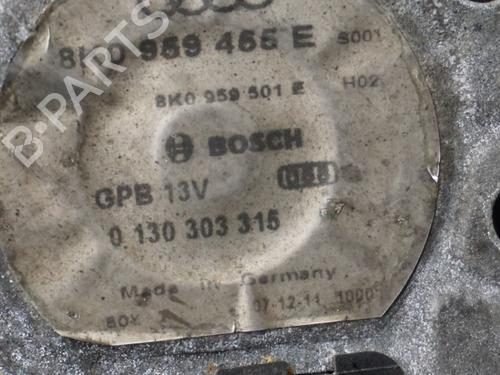 8K0 959 455 E S001
8K0 959 501 E H02
BOSCH
GPB 13V
0 130 303 315
Made in Germany
07.12.11
B-Parts